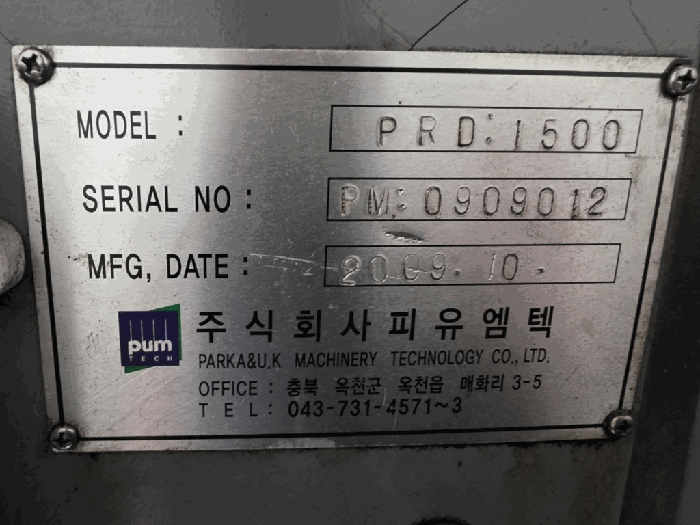 MODEL : PRD:1500
SERIAL NO : PM: 0909012
MFG, DATE : 2009. 10.
pum TECH
주식회사피유엠텍
PARKA&U.K MACHINERY TECHNOLOGY CO., LTD.
OFFICE : 충북 옥천군 옥천읍 매화리 3-5
TEL : 043-731-4571~3